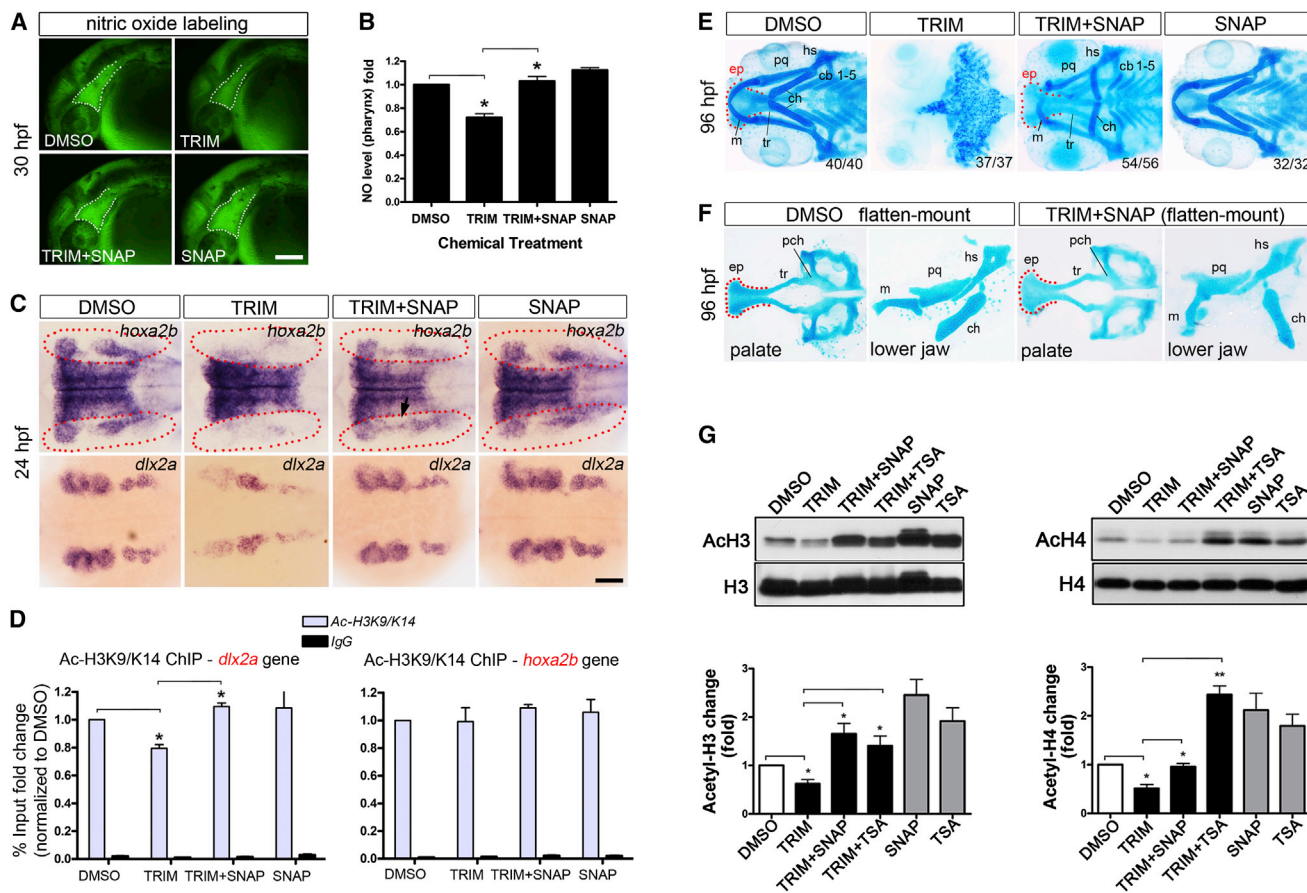 A
nitric oxide labeling
30 hpf
DMSO
TRIM
TRIM+SNAP
SNAP
B
NO level (pharynx) fold
1.4
1.2
1.0
0.8
0.6
0.4
0.2
0.0
*
*
DMSO
TRIM
TRIM+SNAP
SNAP
Chemical Treatment
C
DMSO
TRIM
TRIM+SNAP
SNAP
24 hpf
hoxa2b
hoxa2b
hoxa2b
hoxa2b
dlx2a
dlx2a
dlx2a
dlx2a
D
Ac-H3K9/K14
IgG
Ac-H3K9/K14 ChIP - dlx2a gene
Ac-H3K9/K14 ChIP - hoxa2b gene
% Input fold change
(normalized to DMSO)
1.2
1.0
0.8
0.6
0.4
0.2
0.0
*
*
DMSO
TRIM
TRIM+SNAP
SNAP
1.2
1.0
0.8
0.6
0.4
0.2
0.0
DMSO
TRIM
TRIM+SNAP
SNAP
E
DMSO
TRIM
TRIM+SNAP
SNAP
96 hpf
ep
pq
hs
cb 1-5
ch
m
tr
40/40
37/37
ep
pq
hs
cb 1-5
ch
m
tr
54/56
32/32
F
DMSO flatten-mount
TRIM+SNAP (flatten-mount)
96 hpf
ep
tr
pch
palate
m
pq
hs
ch
lower jaw
ep
tr
pch
palate
m
pq
hs
ch
lower jaw
G
DMSO
TRIM
TRIM+SNAP
TRIM+TSA
SNAP
TSA
AcH3
H3
DMSO
TRIM
TRIM+SNAP
TRIM+TSA
SNAP
TSA
AcH4
H4
Acetyl-H3 change
(fold)
3
2
1
0
*
*
*
DMSO
TRIM
TRIM+SNAP
TRIM+TSA
SNAP
TSA
Acetyl-H4 change
(fold)
3
2
1
0
*
*
**
DMSO
TRIM
TRIM+SNAP
TRIM+TSA
SNAP
TSA